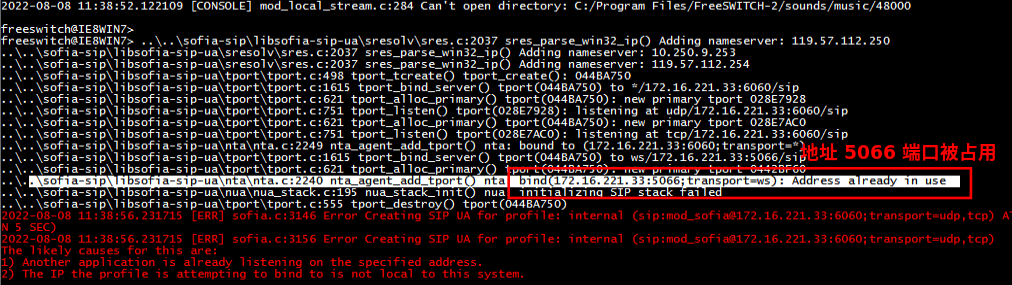 2022-08-08 11:38:52.122109 [CONSOLE] mod_local_stream.c:284 Can't open directory: C:/Program Files/FreeSWITCH-2/sounds/music/48000
freeswitch@IE8WIN7>
freeswitch@IE8WIN7> ..\..\sofia-sip\libsofia-sip-ua\sresolv\sres.c:2037 sres_parse_win32_ip() Adding nameserver: 119.57.112.250
..\..\sofia-sip\libsofia-sip-ua\sresolv\sres.c:2037 sres_parse_win32_ip() Adding nameserver: 10.250.9.253
..\..\sofia-sip\libsofia-sip-ua\sresolv\sres.c:2037 sres_parse_win32_ip() Adding nameserver: 119.57.112.254
..\..\sofia-sip\libsofia-sip-ua\tport\tport.c:498 tport_tcreate() tport_create(): 044BA750
..\..\sofia-sip\libsofia-sip-ua\tport\tport.c:1615 tport_bind_server() tport(044BA750) to */172.16.221.33:6060/sip
..\..\sofia-sip\libsofia-sip-ua\tport\tport.c:621 tport_alloc_primary() tport(044BA750): new primary tport 028E7928
..\..\sofia-sip\libsofia-sip-ua\tport\tport.c:751 tport_listen() tport(028E7928): listening at udp/172.16.221.33:6060/sip
..\..\sofia-sip\libsofia-sip-ua\tport\tport.c:621 tport_alloc_primary() tport(044BA750): new primary tport 028E7AC0
..\..\sofia-sip\libsofia-sip-ua\tport\tport.c:751 tport_listen() tport(028E7AC0): listening at tcp/172.16.221.33:6060/sip
..\..\sofia-sip\libsofia-sip-ua\nta\nta.c:2249 nta_agent_add_tport() nta: bound to (172.16.221.33:6060;transport=*)
地址 5066 端口被占用
..\..\sofia-sip\libsofia-sip-ua\tport\tport.c:1615 tport_bind_server() tport(044BA750) to ws/172.16.221.33:5066/sip
..\..\sofia-sip\libsofia-sip-ua\tport\tport.c:621 tport_alloc_primary() tport(044BA750): new primary tport
..\..\sofia-sip\libsofia-sip-ua\nta\nta.c:2240 nta_agent_add_tport() nta bind(172.16.221.33:5066;transport=ws): Address already in use
..\..\sofia-sip\libsofia-sip-ua\nua\nua_stack.c:195 nua_stack_init() nua initializing SIP stack failed
..\..\sofia-sip\libsofia-sip-ua\tport\tport.c:555 tport_destroy() tport(044BA750)
2022-08-08 11:38:56.231715 [ERR] sofia.c:3146 Error Creating SIP UA for profile: internal (sip:mod_sofia@172.16.221.33:6060;transport=udp,tcp) AT
N 5 SEC)
2022-08-08 11:38:56.231715 [ERR] sofia.c:3156 Error Creating SIP UA for profile: internal (sip:mod_sofia@172.16.221.33:6060;transport=udp,tcp)
The likely causes for this are:
1) Another application is already listening on the specified address.
2) The IP the profile is attempting to bind to is not local to this system.